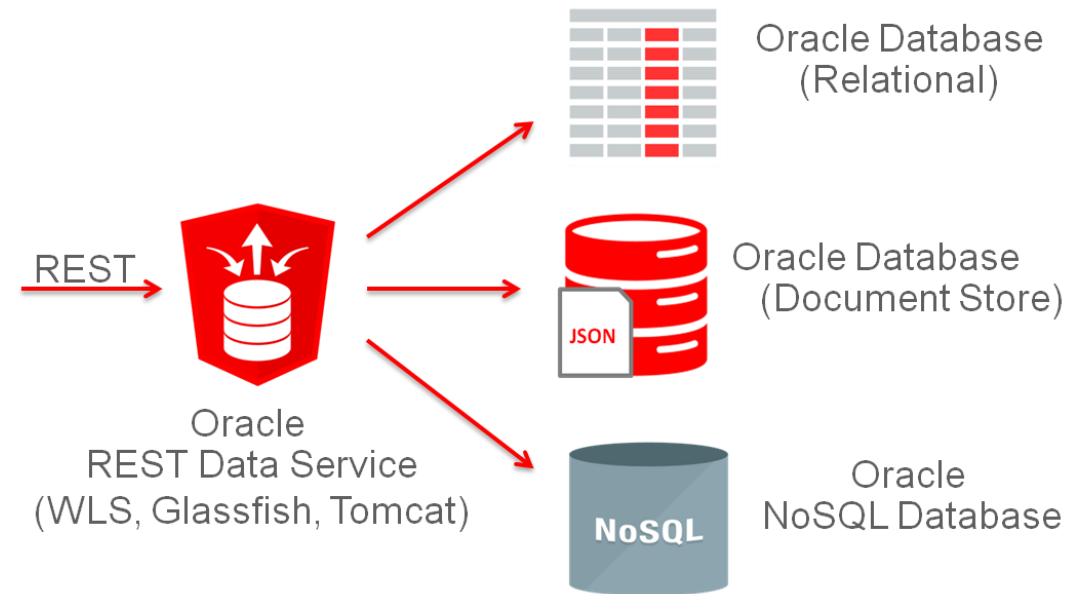 REST
Oracle
REST Data Service
(WLS, Glassfish, Tomcat)
Oracle Database
(Relational)
JSON
Oracle Database
(Document Store)
NoSQL
Oracle
NoSQL Database